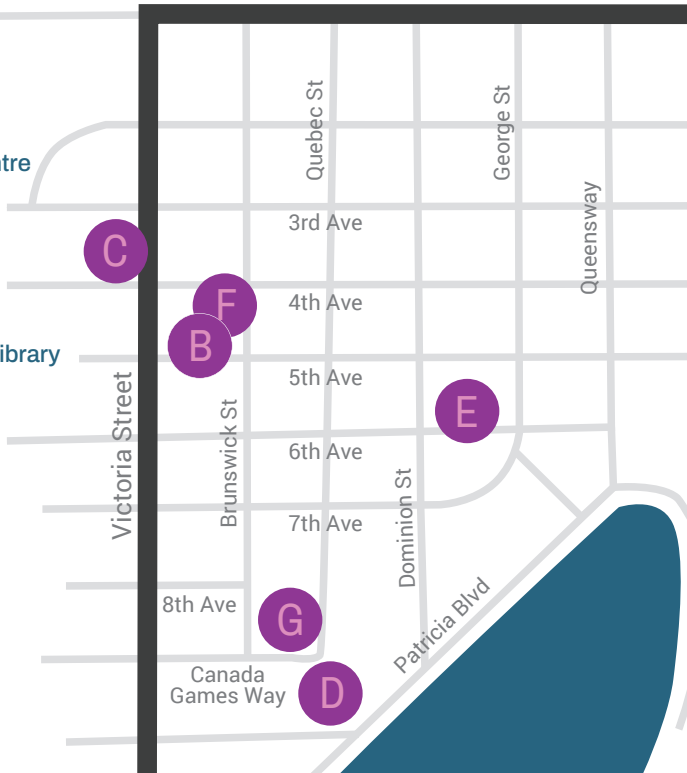 Quebec St
George St
ntre
Queensway
3rd Ave
C
F
4th Ave
B
ibrary
5th Ave
Victoria Street
Brunswick St
E
6th Ave
Dominion St
7th Ave
8th Ave
G
Patricia Blvd
Canada
Games Way
D